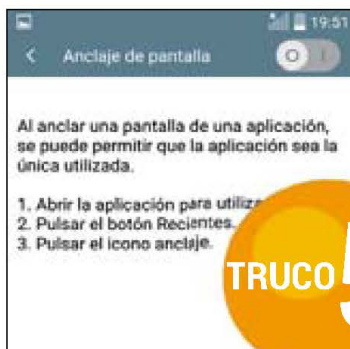 19:51
< Anclaje de pantalla
Al anclar una pantalla de una aplicación,
se puede permitir que la aplicación sea la
única utilizada.
1. Abrir la aplicación para
2. Pulsar el botón Recientes.
3. Pulsar el icono anclaje.
TRUCO